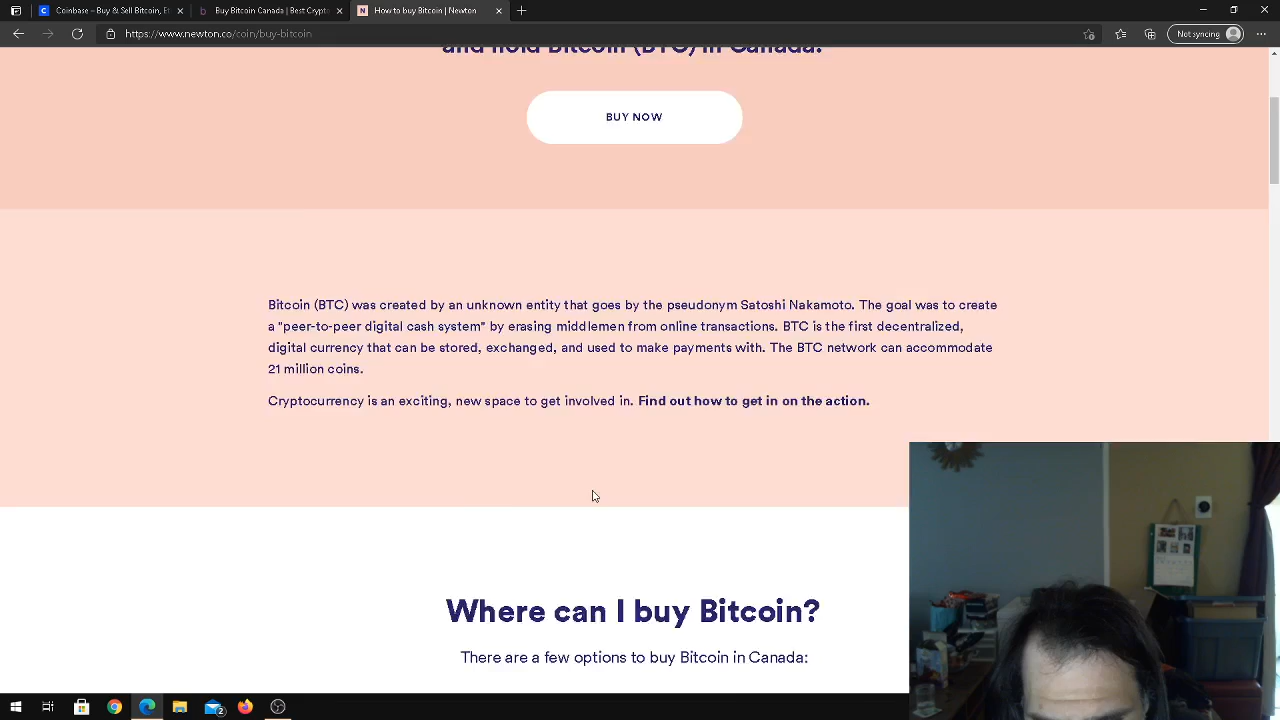 Coinbase – Buy & Sell Bitcoin, Et
Buy Bitcoin Canada | Best Crypto
How to buy Bitcoin | Newton
https://www.newton.co/coin/buy-bitcoin
Not syncing
and hold Bitcoin (BTC) in Canada.
BUY NOW
Bitcoin (BTC) was created by an unknown entity that goes by the pseudonym Satoshi Nakamoto. The goal was to create
a "peer-to-peer digital cash system" by erasing middlemen from online transactions. BTC is the first decentralized,
digital currency that can be stored, exchanged, and used to make payments with. The BTC network can accommodate
21 million coins.
Cryptocurrency is an exciting, new space to get involved in. Find out how to get in on the action.
Where can I buy Bitcoin?
There are a few options to buy Bitcoin in Canada:
2